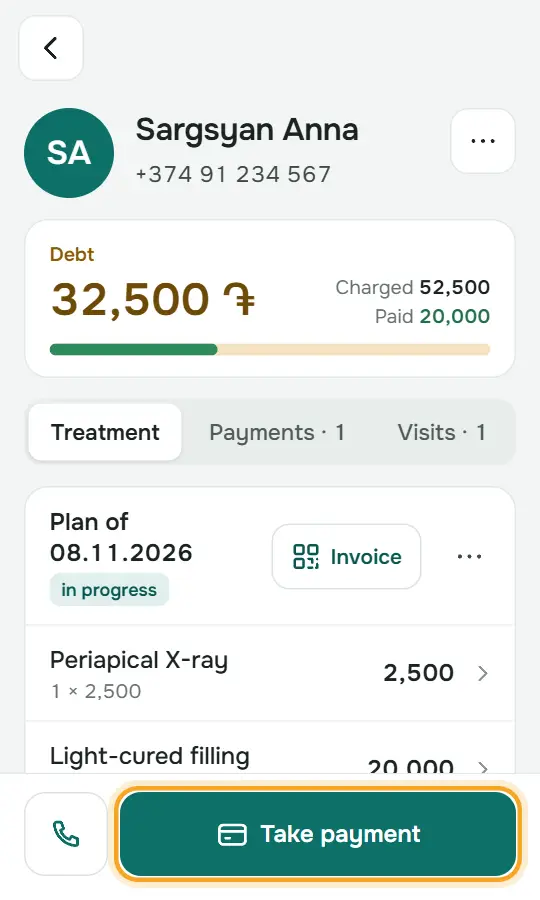 SA
Sargsyan Anna
+374 91 234 567
...
Debt
32,500 ֏
Charged 52,500
Paid 20,000
Treatment
Payments · 1
Visits · 1
Plan of
08.11.2026
in progress
Invoice
...
Periapical X-ray
1 × 2,500
2,500
Light-cured filling
20,000
Take payment